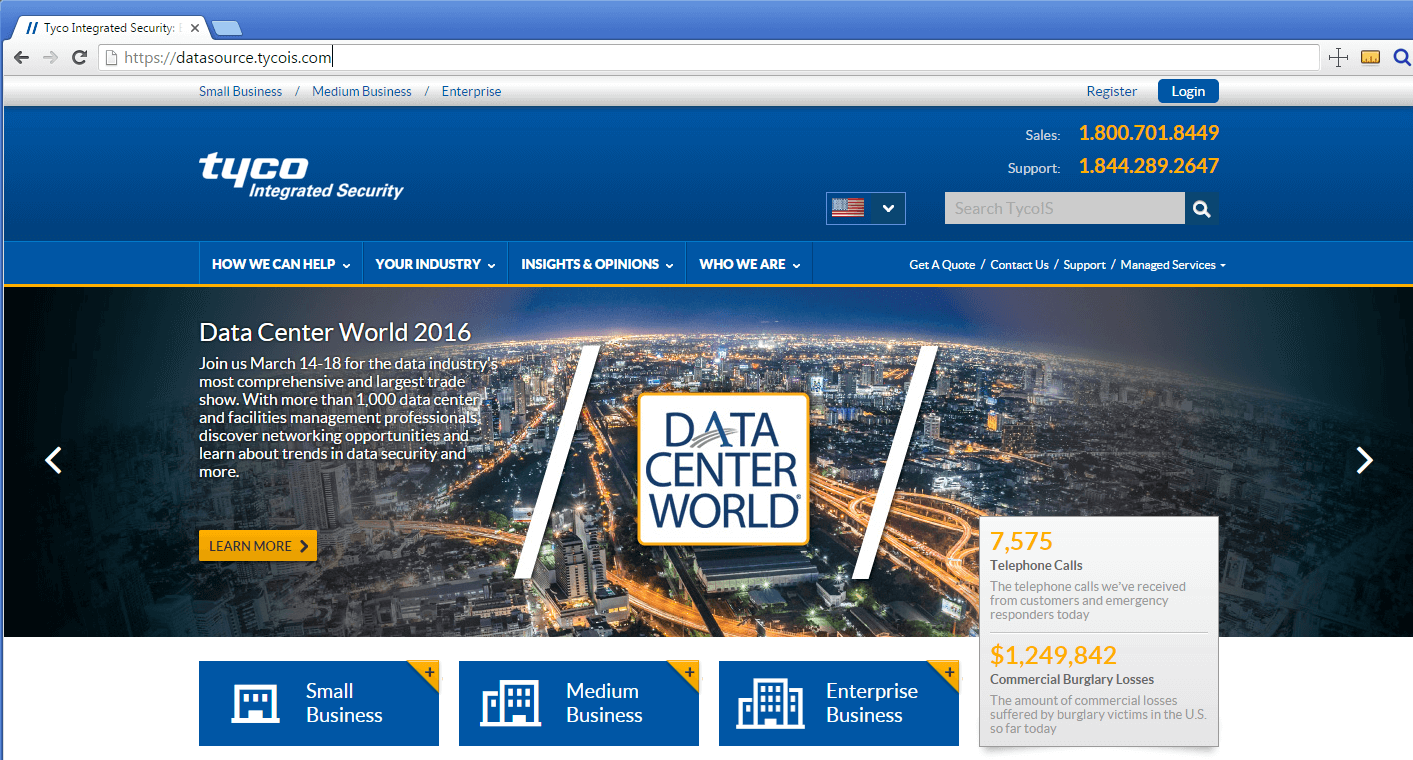 // Tyco Integrated Security:
https://datasource.tycois.com
Small Business / Medium Business / Enterprise
Register
Login
Sales: 1.800.701.8449
Support: 1.844.289.2647
tyco
Integrated Security
Search TycoIS
HOW WE CAN HELP
YOUR INDUSTRY
INSIGHTS & OPINIONS
WHO WE ARE
Get A Quote / Contact Us / Support / Managed Services
Data Center World 2016
Join us March 14-18 for the data industry's
most comprehensive and largest trade
show. With more than 1,000 data center
and facilities management professionals,
discover networking opportunities and
learn about trends in data security and
more.
LEARN MORE
DATA
CENTER
WORLD®
7,575
Telephone Calls
The telephone calls we've received
from customers and emergency
responders today
$1,249,842
Commercial Burglary Losses
The amount of commercial losses
suffered by burglary victims in the U.S.
so far today
Small
Business
+
Medium
Business
+
Enterprise
Business
+